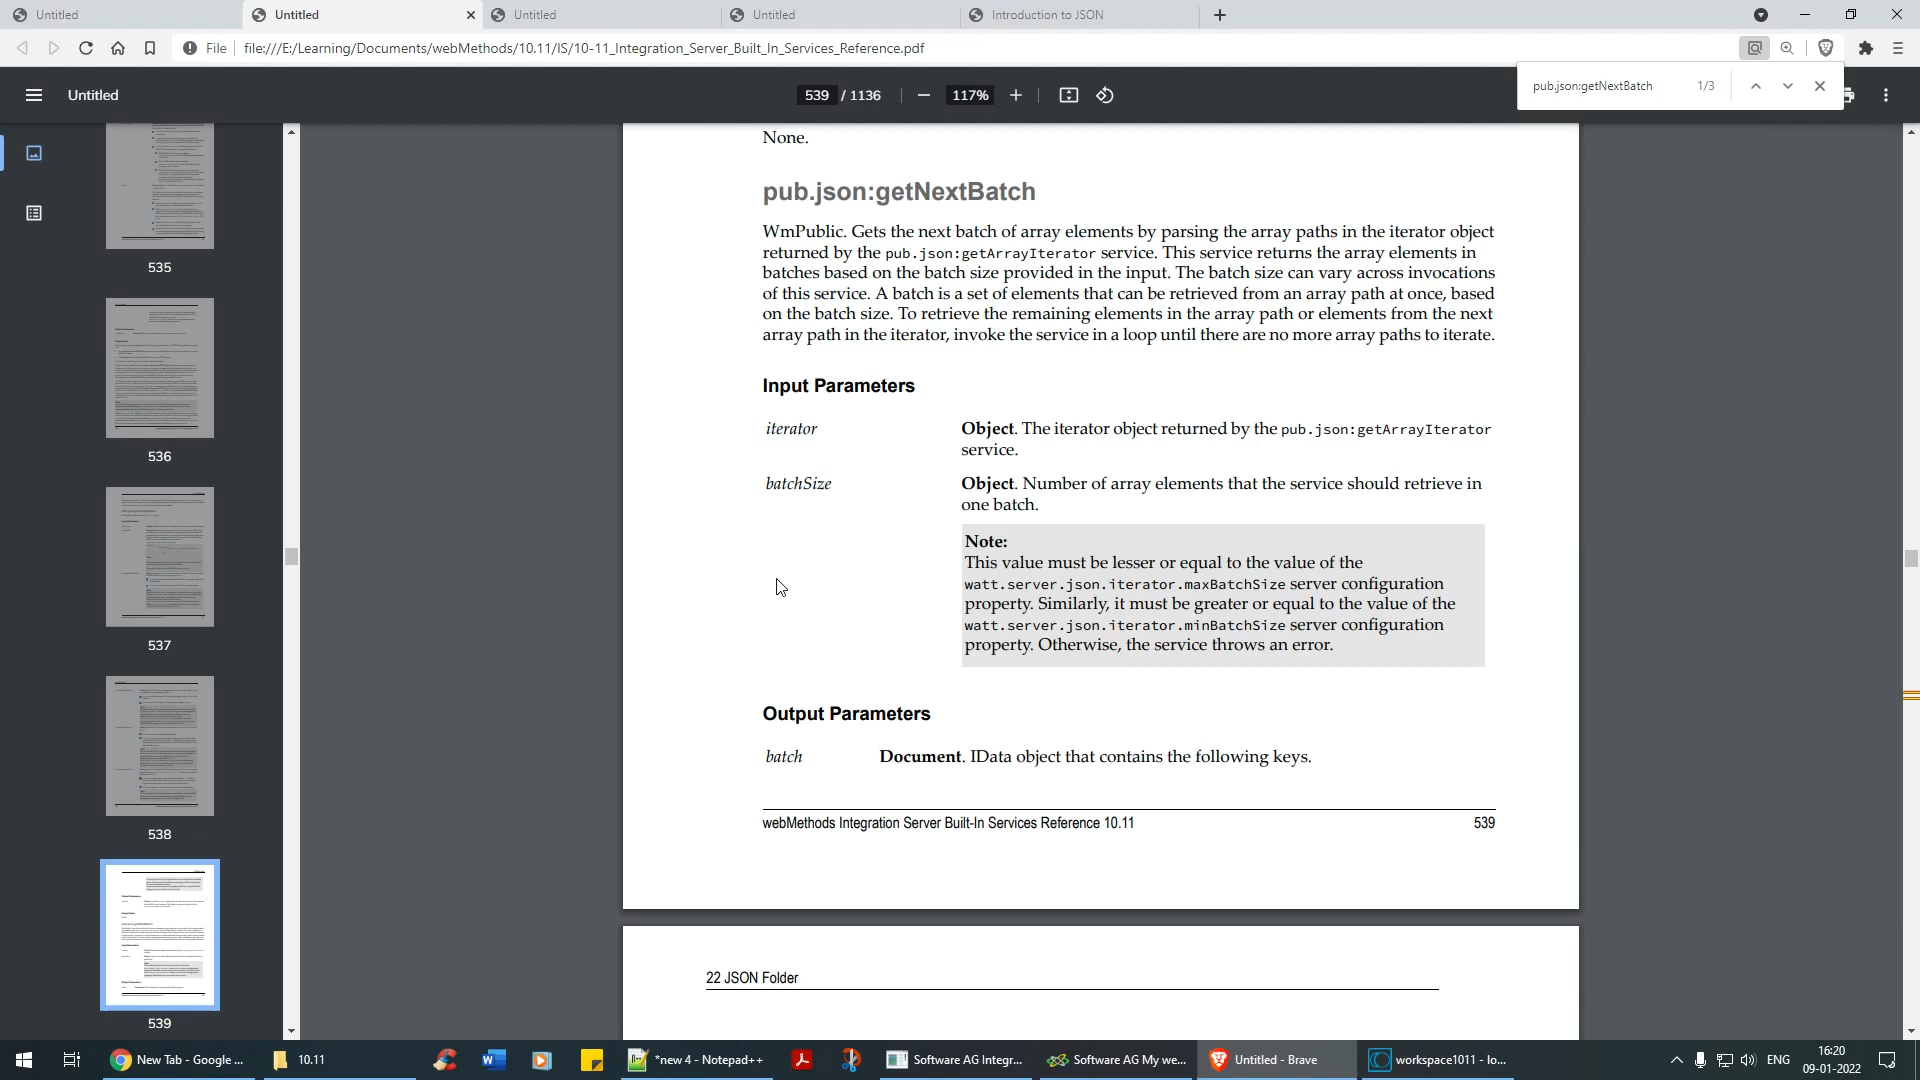 Untitled
Untitled
Untitled
Untitled
Introduction to JSON
File
file:///E:/Learning/Documents/webMethods/10.11/IS/10-11_Integration_Server_Built_In_Services_Reference.pdf
Untitled
539 / 1136
117%
pub.json:getNextBatch 1/3
535
536
537
538
539
None.
pub.json:getNextBatch
WmPublic. Gets the next batch of array elements by parsing the array paths in the iterator object
returned by the pub.json:getArrayIterator service. This service returns the array elements in
batches based on the batch size provided in the input. The batch size can vary across invocations
of this service. A batch is a set of elements that can be retrieved from an array path at once, based
on the batch size. To retrieve the remaining elements in the array path or elements from the next
array path in the iterator, invoke the service in a loop until there are no more array paths to iterate.
Input Parameters
iterator Object. The iterator object returned by the pub.json:getArrayIterator
service.
batchSize Object. Number of array elements that the service should retrieve in
one batch.
Note:
This value must be lesser or equal to the value of the
watt.server.json.iterator.maxBatchSize server configuration
property. Similarly, it must be greater or equal to the value of the
watt.server.json.iterator.minBatchSize server configuration
property. Otherwise, the service throws an error.
Output Parameters
batch Document. IData object that contains the following keys.
webMethods Integration Server Built-In Services Reference 10.11 539
22 JSON Folder
New Tab - Google ...
10.11
*new 4 - Notepad++
Software AG Integr...
Software AG My we...
Untitled - Brave
workspace1011 - Io...
ENG
16:20
09-01-2022